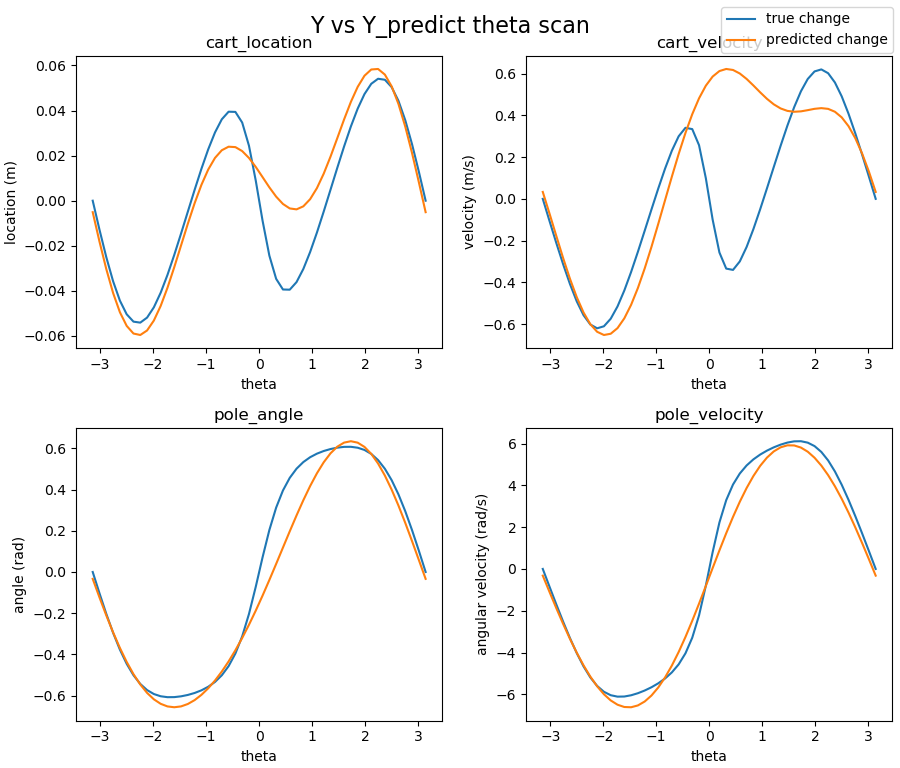 Y vs Y_predict theta scan
true change
predicted change
cart_location
0.06
0.04
0.02
0.00
−0.02
−0.04
−0.06
location (m)
−3 −2 −1 0 1 2 3
theta
cart_velocity
0.6
0.4
0.2
0.0
−0.2
−0.4
−0.6
velocity (m/s)
−3 −2 −1 0 1 2 3
theta
pole_angle
0.6
0.4
0.2
0.0
−0.2
−0.4
−0.6
angle (rad)
−3 −2 −1 0 1 2 3
theta
pole_velocity
6
4
2
0
−2
−4
−6
angular velocity (rad/s)
−3 −2 −1 0 1 2 3
theta